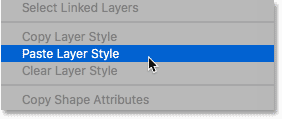 Select Linked Layers
Copy Layer Style
Paste Layer Style
Clear Layer Style
Copy Shape Attributes